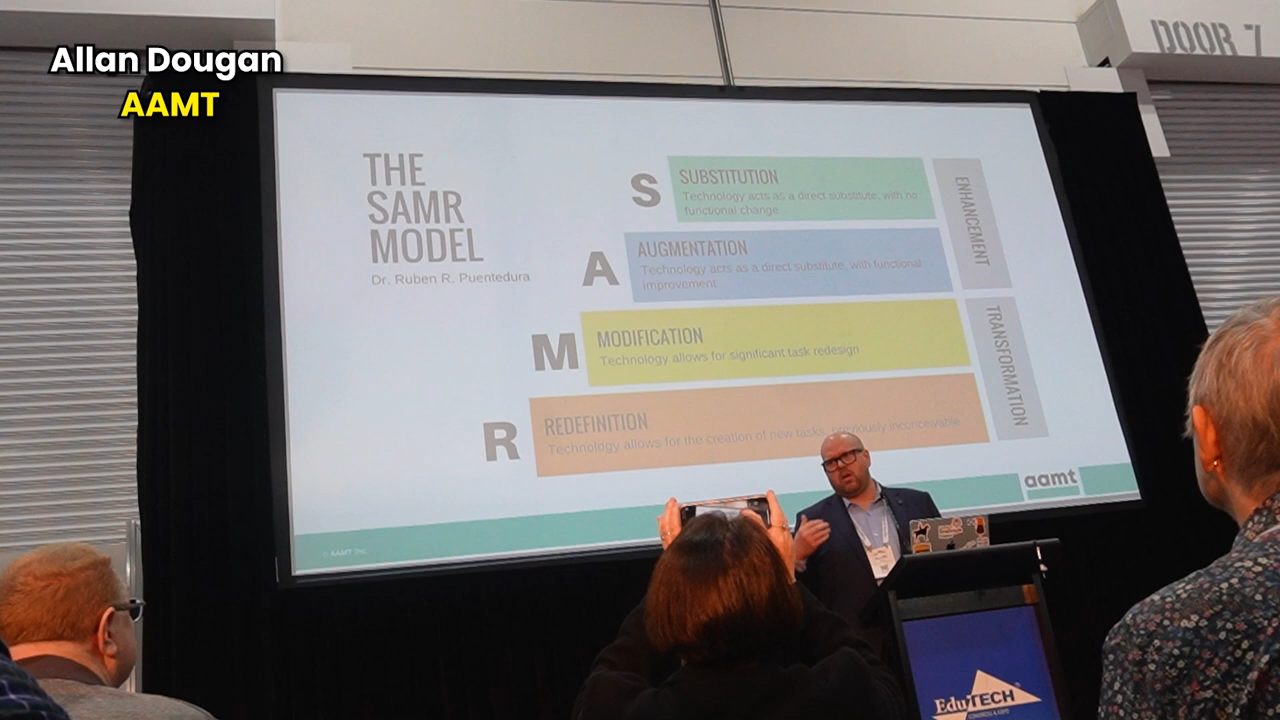 Allan Dougan
AAMT
DOOR 7
THE
SAMR
MODEL
Dr. Ruben R. Puentedura
S
SUBSTITUTION
Technology acts as a direct substitute, with no
functional change
A
AUGMENTATION
Technology acts as a direct substitute, with functional
improvement
ENHANCEMENT
M
MODIFICATION
Technology allows for significant task redesign
R
REDEFINITION
Technology allows for the creation of new tasks, previously inconceivable
TRANSFORMATION
aamt
EduTECH